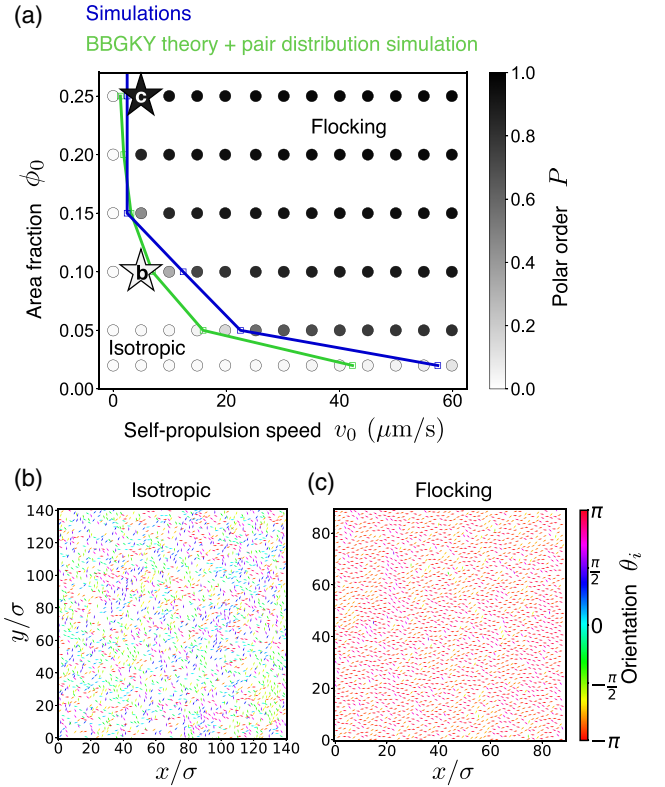 (a)
Simulations
BBGKY theory + pair distribution simulation
0.25
0.20
0.15
0.10
0.05
0.00
Area fraction ϕ₀
c
Flocking
b
Isotropic
0 20 40 60
Self-propulsion speed v₀ (μm/s)
1.0
0.8
0.6
0.4
0.2
0.0
Polar order P
(b)
Isotropic
140
120
100
80
60
40
20
0
y/σ
0 20 40 60 80 100 120 140
x/σ
(c)
Flocking
80
60
40
20
0
0 20 40 60 80
x/σ
π
π/2
0
−π/2
−π
Orientation θᵢ